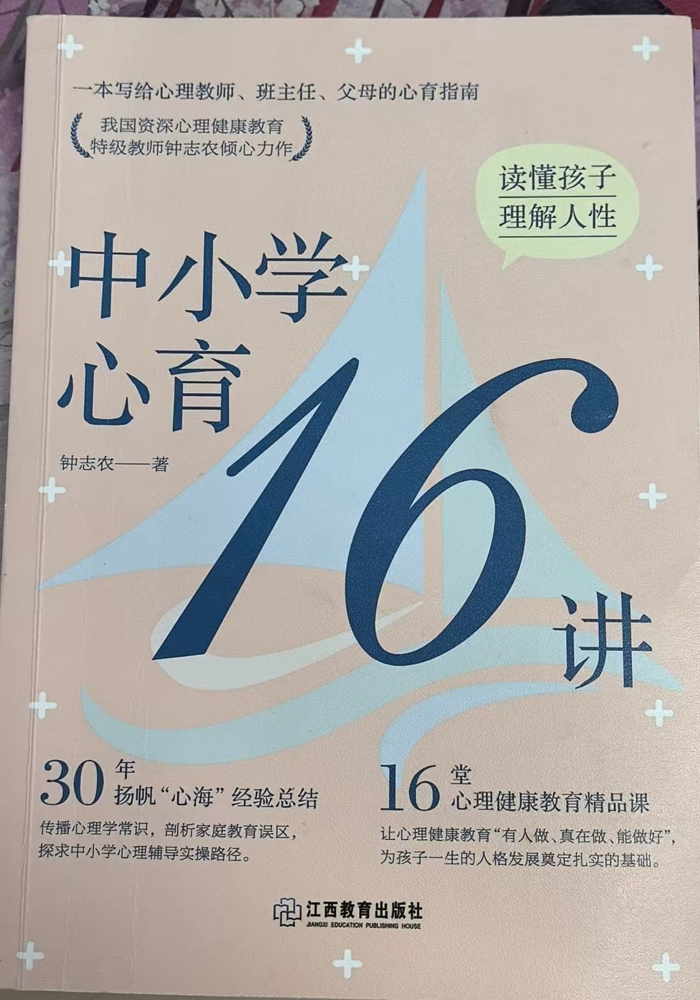 一本写给心理教师、班主任、父母的心育指南
我国资深心理健康教育
特级教师钟志农倾心力作
读懂孩子
理解人性
中小学
心育
16
讲
钟志农——著
30年
扬帆“心海”经验总结
传播心理学常识，剖析家庭教育误区，
探求中小学心理辅导实操路径。
16堂
心理健康教育精品课
让心理健康教育“有人做、真在做、能做好”，
为孩子一生的人格发展奠定扎实的基础。
江西教育出版社
JIANGXI EDUCATION PUBLISHING HOUSE